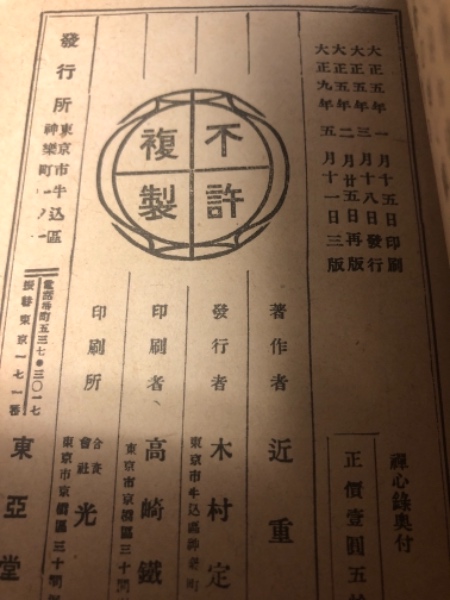 禪心錄奥付
正價壹圓五
大正五年一月十五日印刷
大正五年三月十八日發行
大正五年二月廿五日再版
大正九年五月十一日三版
不許
複製
著作者 近重
發行者 木村定
東京市牛込區神樂町
印刷者 高崎鐵
東京市京橋區三十間
印刷所 合資會社光
東京市京橋區三十間
發行所 東京市牛込區
神樂町一ノ一
電話番町五三七●三〇一七
振替東京一七一番
東亞堂